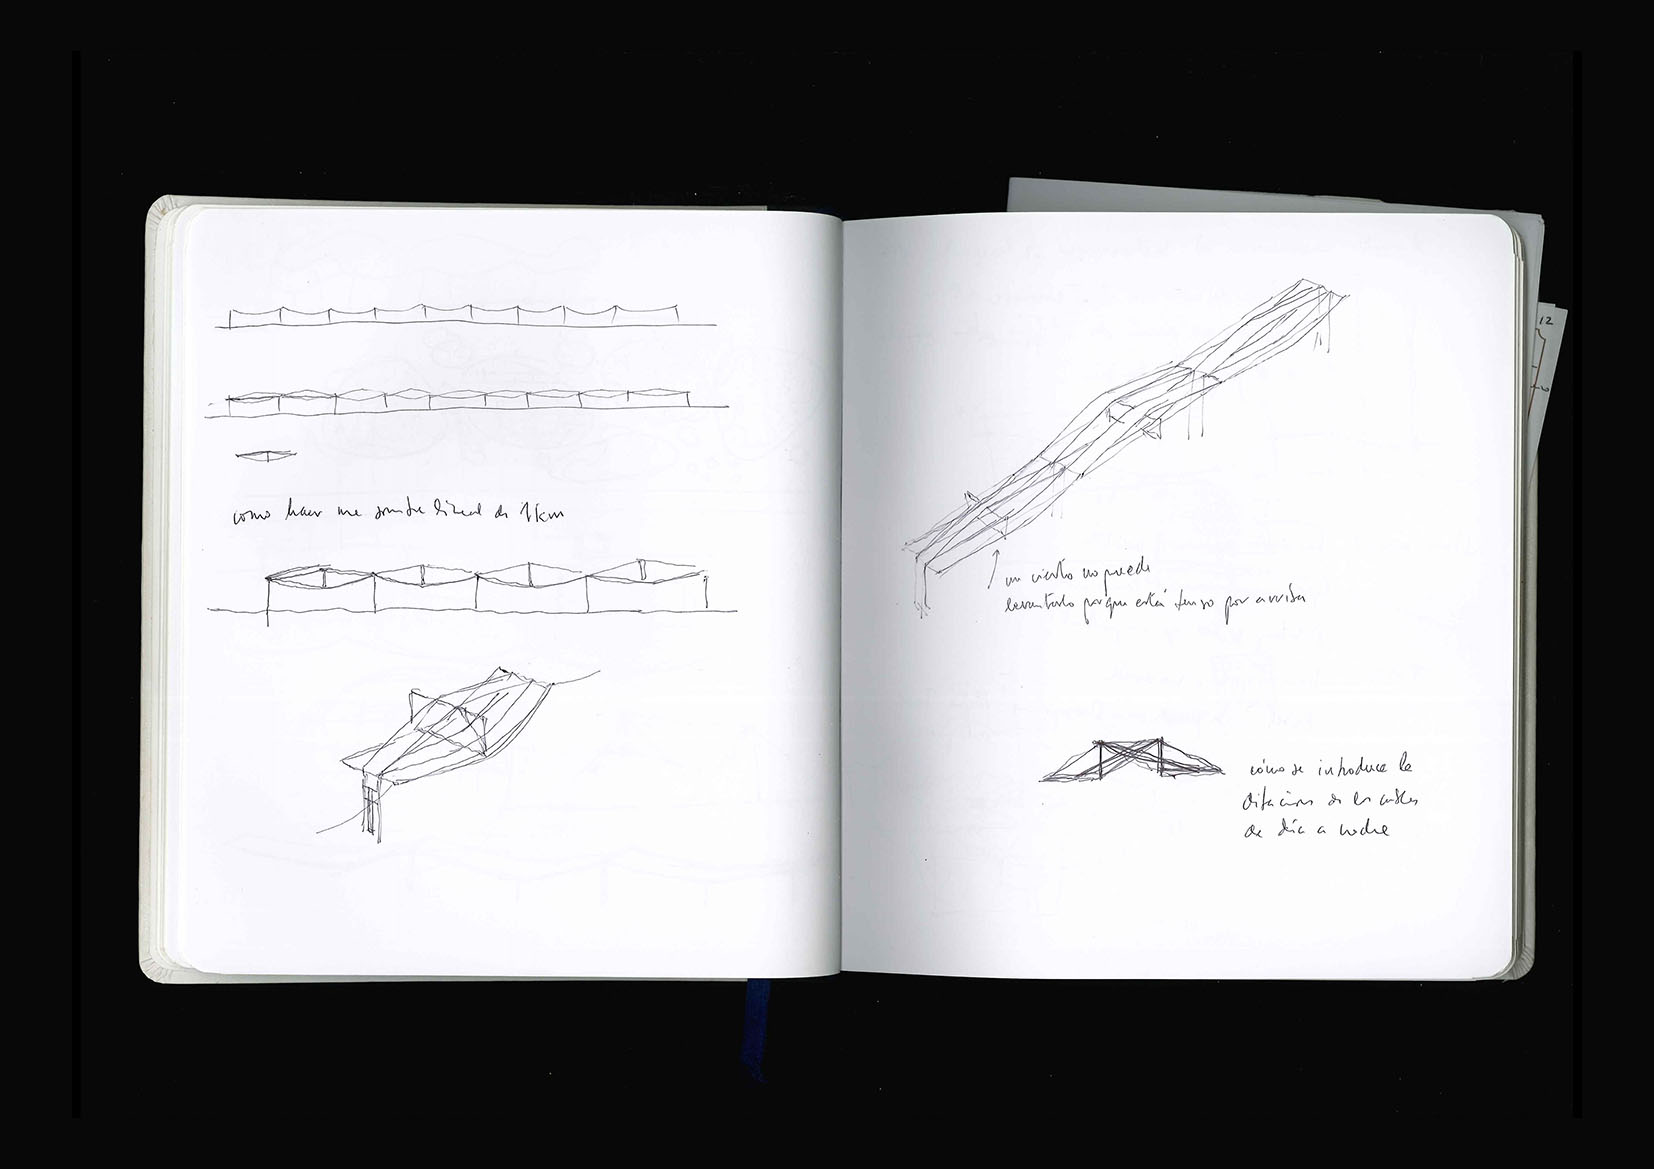 como hacer una sombra lineal de 1km
un viento no puede
levantarlo porque está tenso por arriba
cómo se introduce la
dilatación de los cables
de día a noche
12